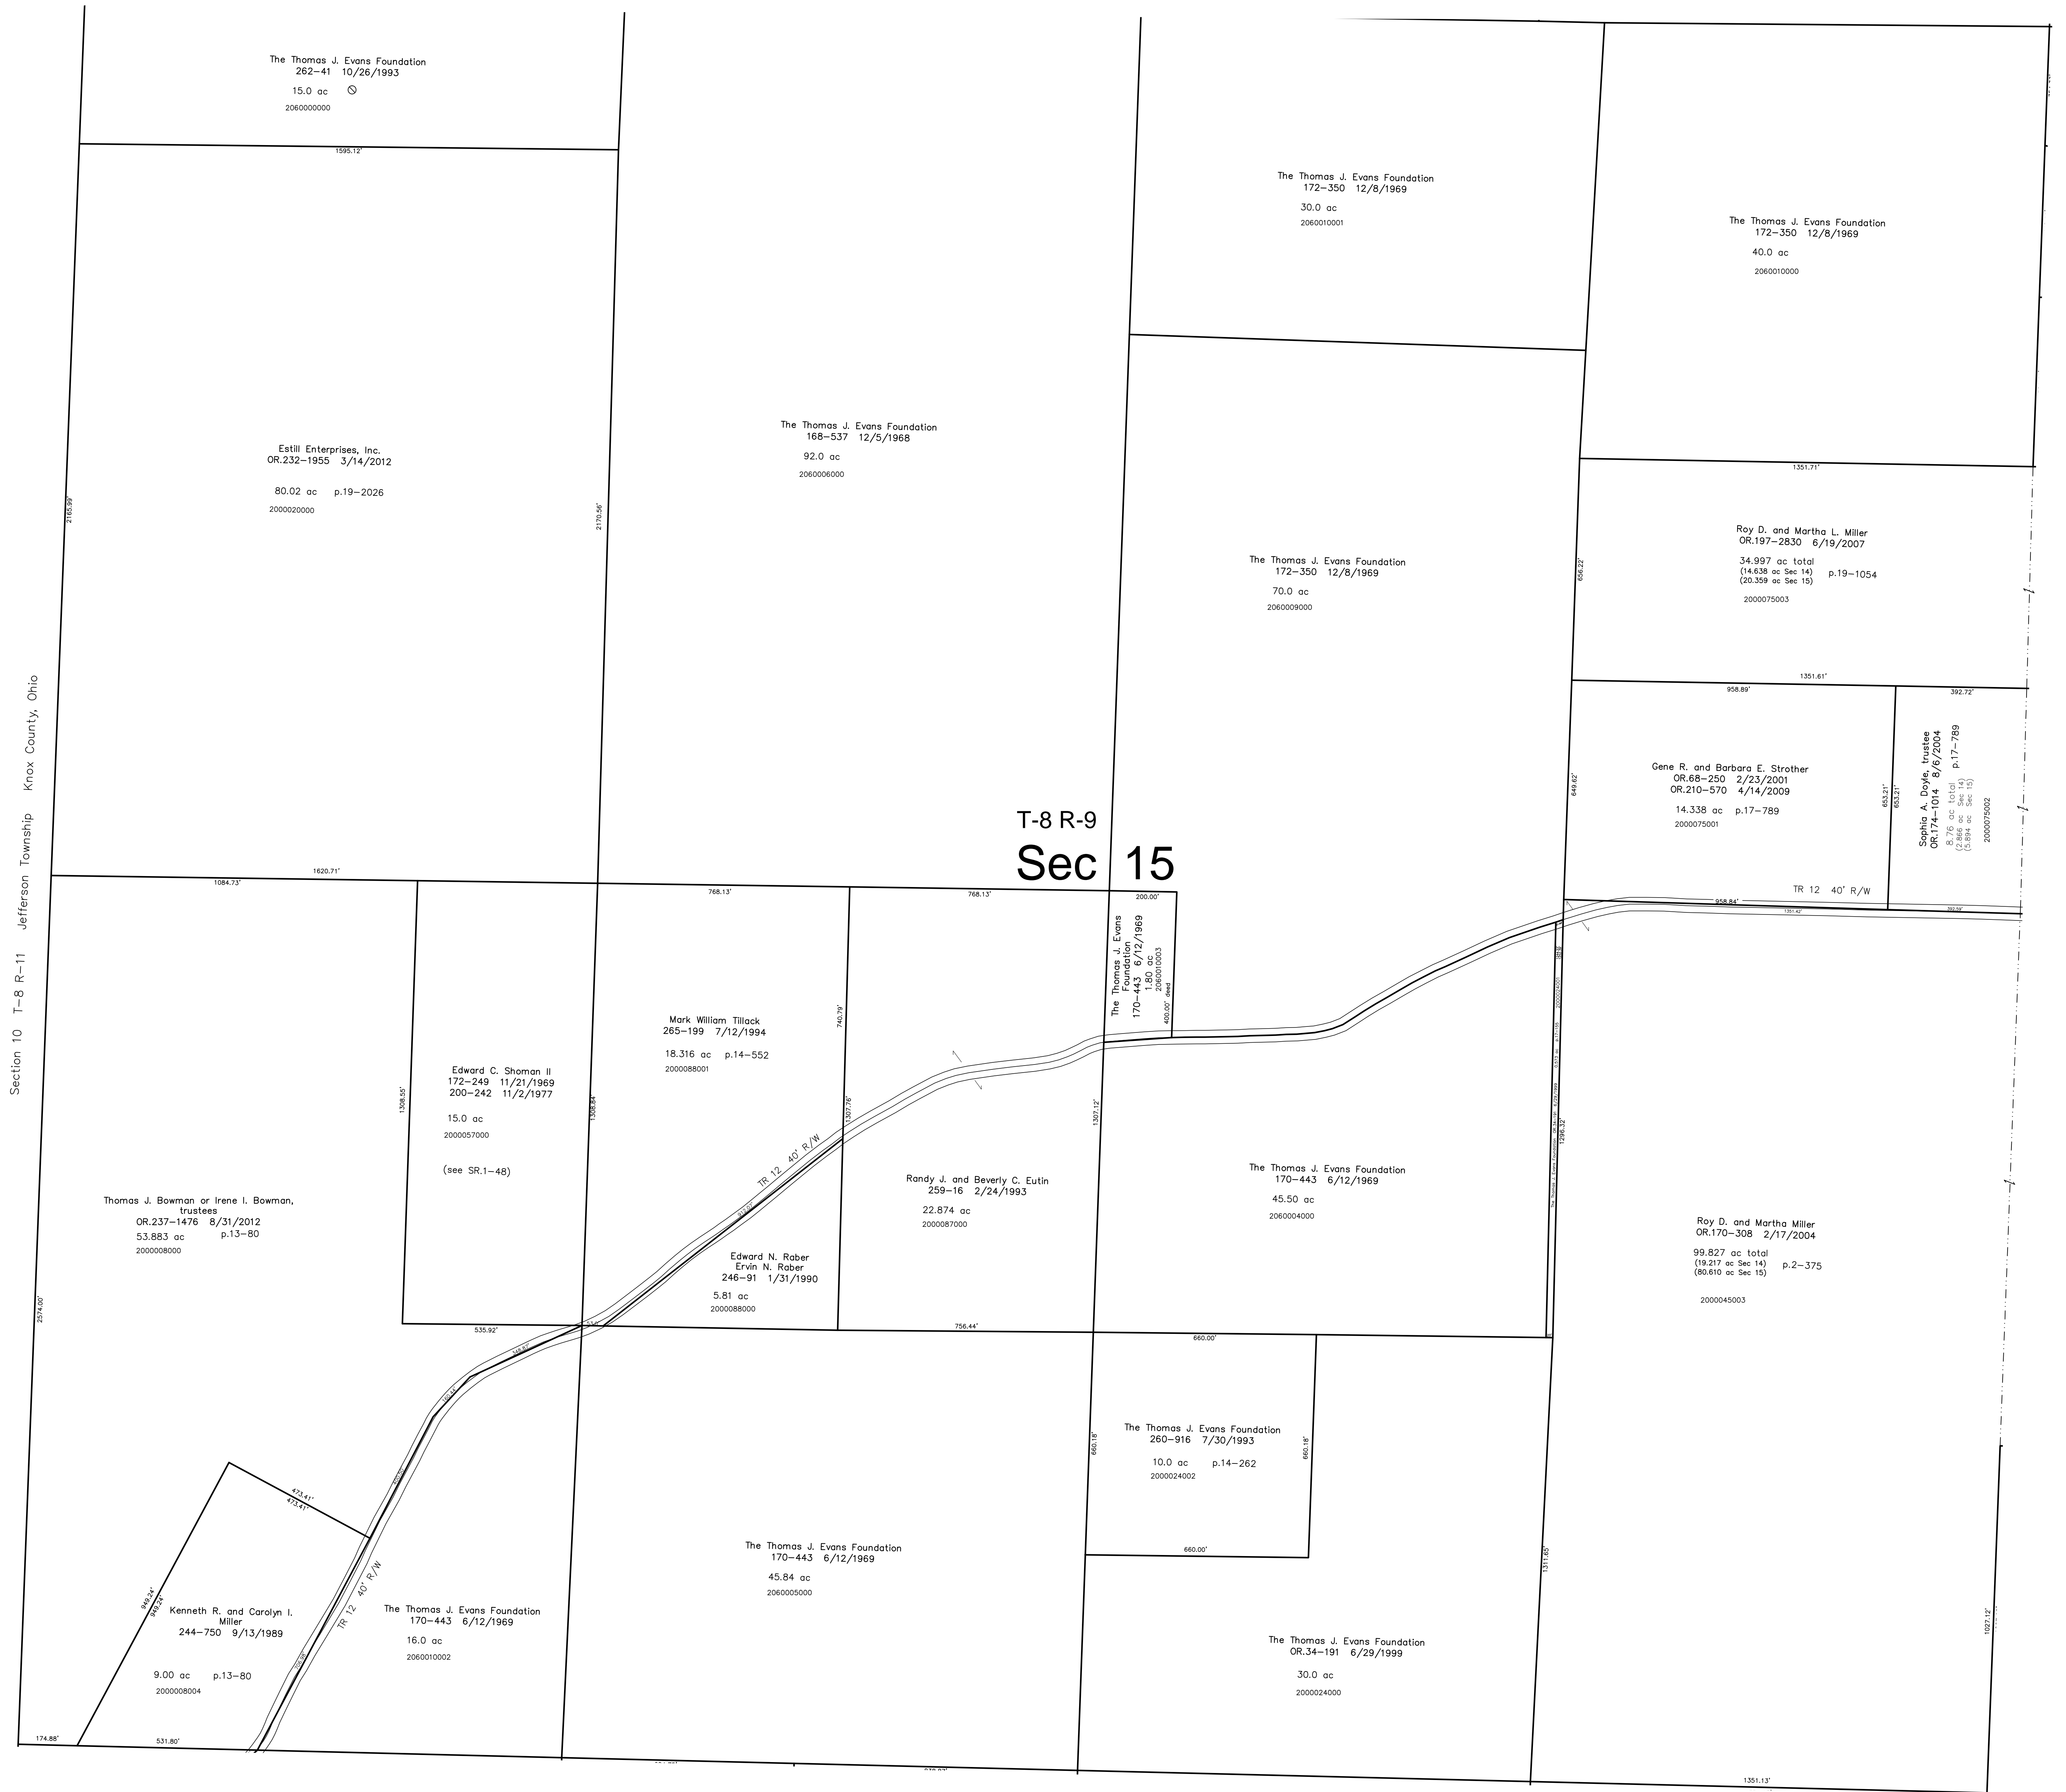 The Thomas J. Evans Foundation
262-41 10/26/1993
15.0 ac
2060000000
1595.12'
The Thomas J. Evans Foundation
172-350 12/8/1969
30.0 ac
2060010001
The Thomas J. Evans Foundation
172-350 12/8/1969
40.0 ac
2060010000
Estill Enterprises, Inc.
OR.232-1955 3/14/2012
80.02 ac p.19-2026
2000020000
2165.99'
2170.56'
The Thomas J. Evans Foundation
168-537 12/5/1968
92.0 ac
2060006000
The Thomas J. Evans Foundation
172-350 12/8/1969
70.0 ac
2060009000
1351.71'
Roy D. and Martha L. Miller
OR.197-2830 6/19/2007
34.997 ac total
(14.638 ac Sec 14) p.19-1054
(20.359 ac Sec 15)
2000075003
656.22'
1351.61'
958.89'
392.72'
Gene R. and Barbara E. Strother
OR.68-250 2/23/2001
OR.210-570 4/14/2009
14.338 ac p.17-789
2000075001
649.62'
653.21'
653.21'
Sophia A. Doyle, trustee
OR.174-1014 8/6/2004
8.76 ac total p.17-789
(2.866 ac Sec 14)
(5.894 ac Sec 15)
2000075002
TR 12 40' R/W
958.84'
1351.42'
392.59'
Section 10 T-8 R-11 Jefferson Township Knox County, Ohio
T-8 R-9
Sec 15
1620.71'
1084.73'
768.13'
768.13'
200.00'
The Thomas J. Evans
Foundation
170-443 6/12/1969
1.80 ac
2060010003
400.00' deed
Mark William Tillack
265-199 7/12/1994
18.316 ac p.14-552
2000088001
740.79'
1307.76'
Edward C. Shoman II
172-249 11/21/1969
200-242 11/2/1977
15.0 ac
2000057000
(see SR.1-48)
1308.55'
1308.84'
1307.12'
TR 12 40' R/W
Thomas J. Bowman or Irene I. Bowman,
trustees
OR.237-1476 8/31/2012
53.883 ac p.13-80
2000008000
2574.00'
Randy J. and Beverly C. Eutin
259-16 2/24/1993
22.874 ac
2000087000
Edward N. Raber
Ervin N. Raber
246-91 1/31/1990
5.81 ac
2000088000
The Thomas J. Evans Foundation
170-443 6/12/1969
45.50 ac
2060004000
1296.32'
Roy D. and Martha Miller
OR.170-308 2/17/2004
99.827 ac total
(19.217 ac Sec 14) p.2-375
(80.610 ac Sec 15)
2000045003
535.92'
756.44'
660.00'
The Thomas J. Evans Foundation
260-916 7/30/1993
10.0 ac p.14-262
2000024002
660.18'
660.18'
660.00'
473.41'
473.41'
949.24'
949.24'
Kenneth R. and Carolyn I.
Miller
244-750 9/13/1989
9.00 ac p.13-80
2000008004
TR 12 40' R/W
The Thomas J. Evans Foundation
170-443 6/12/1969
16.0 ac
2060010002
The Thomas J. Evans Foundation
170-443 6/12/1969
45.84 ac
2060005000
The Thomas J. Evans Foundation
OR.34-191 6/29/1999
30.0 ac
2000024000
1311.65'
1027.12'
174.88'
531.80'
1351.13'